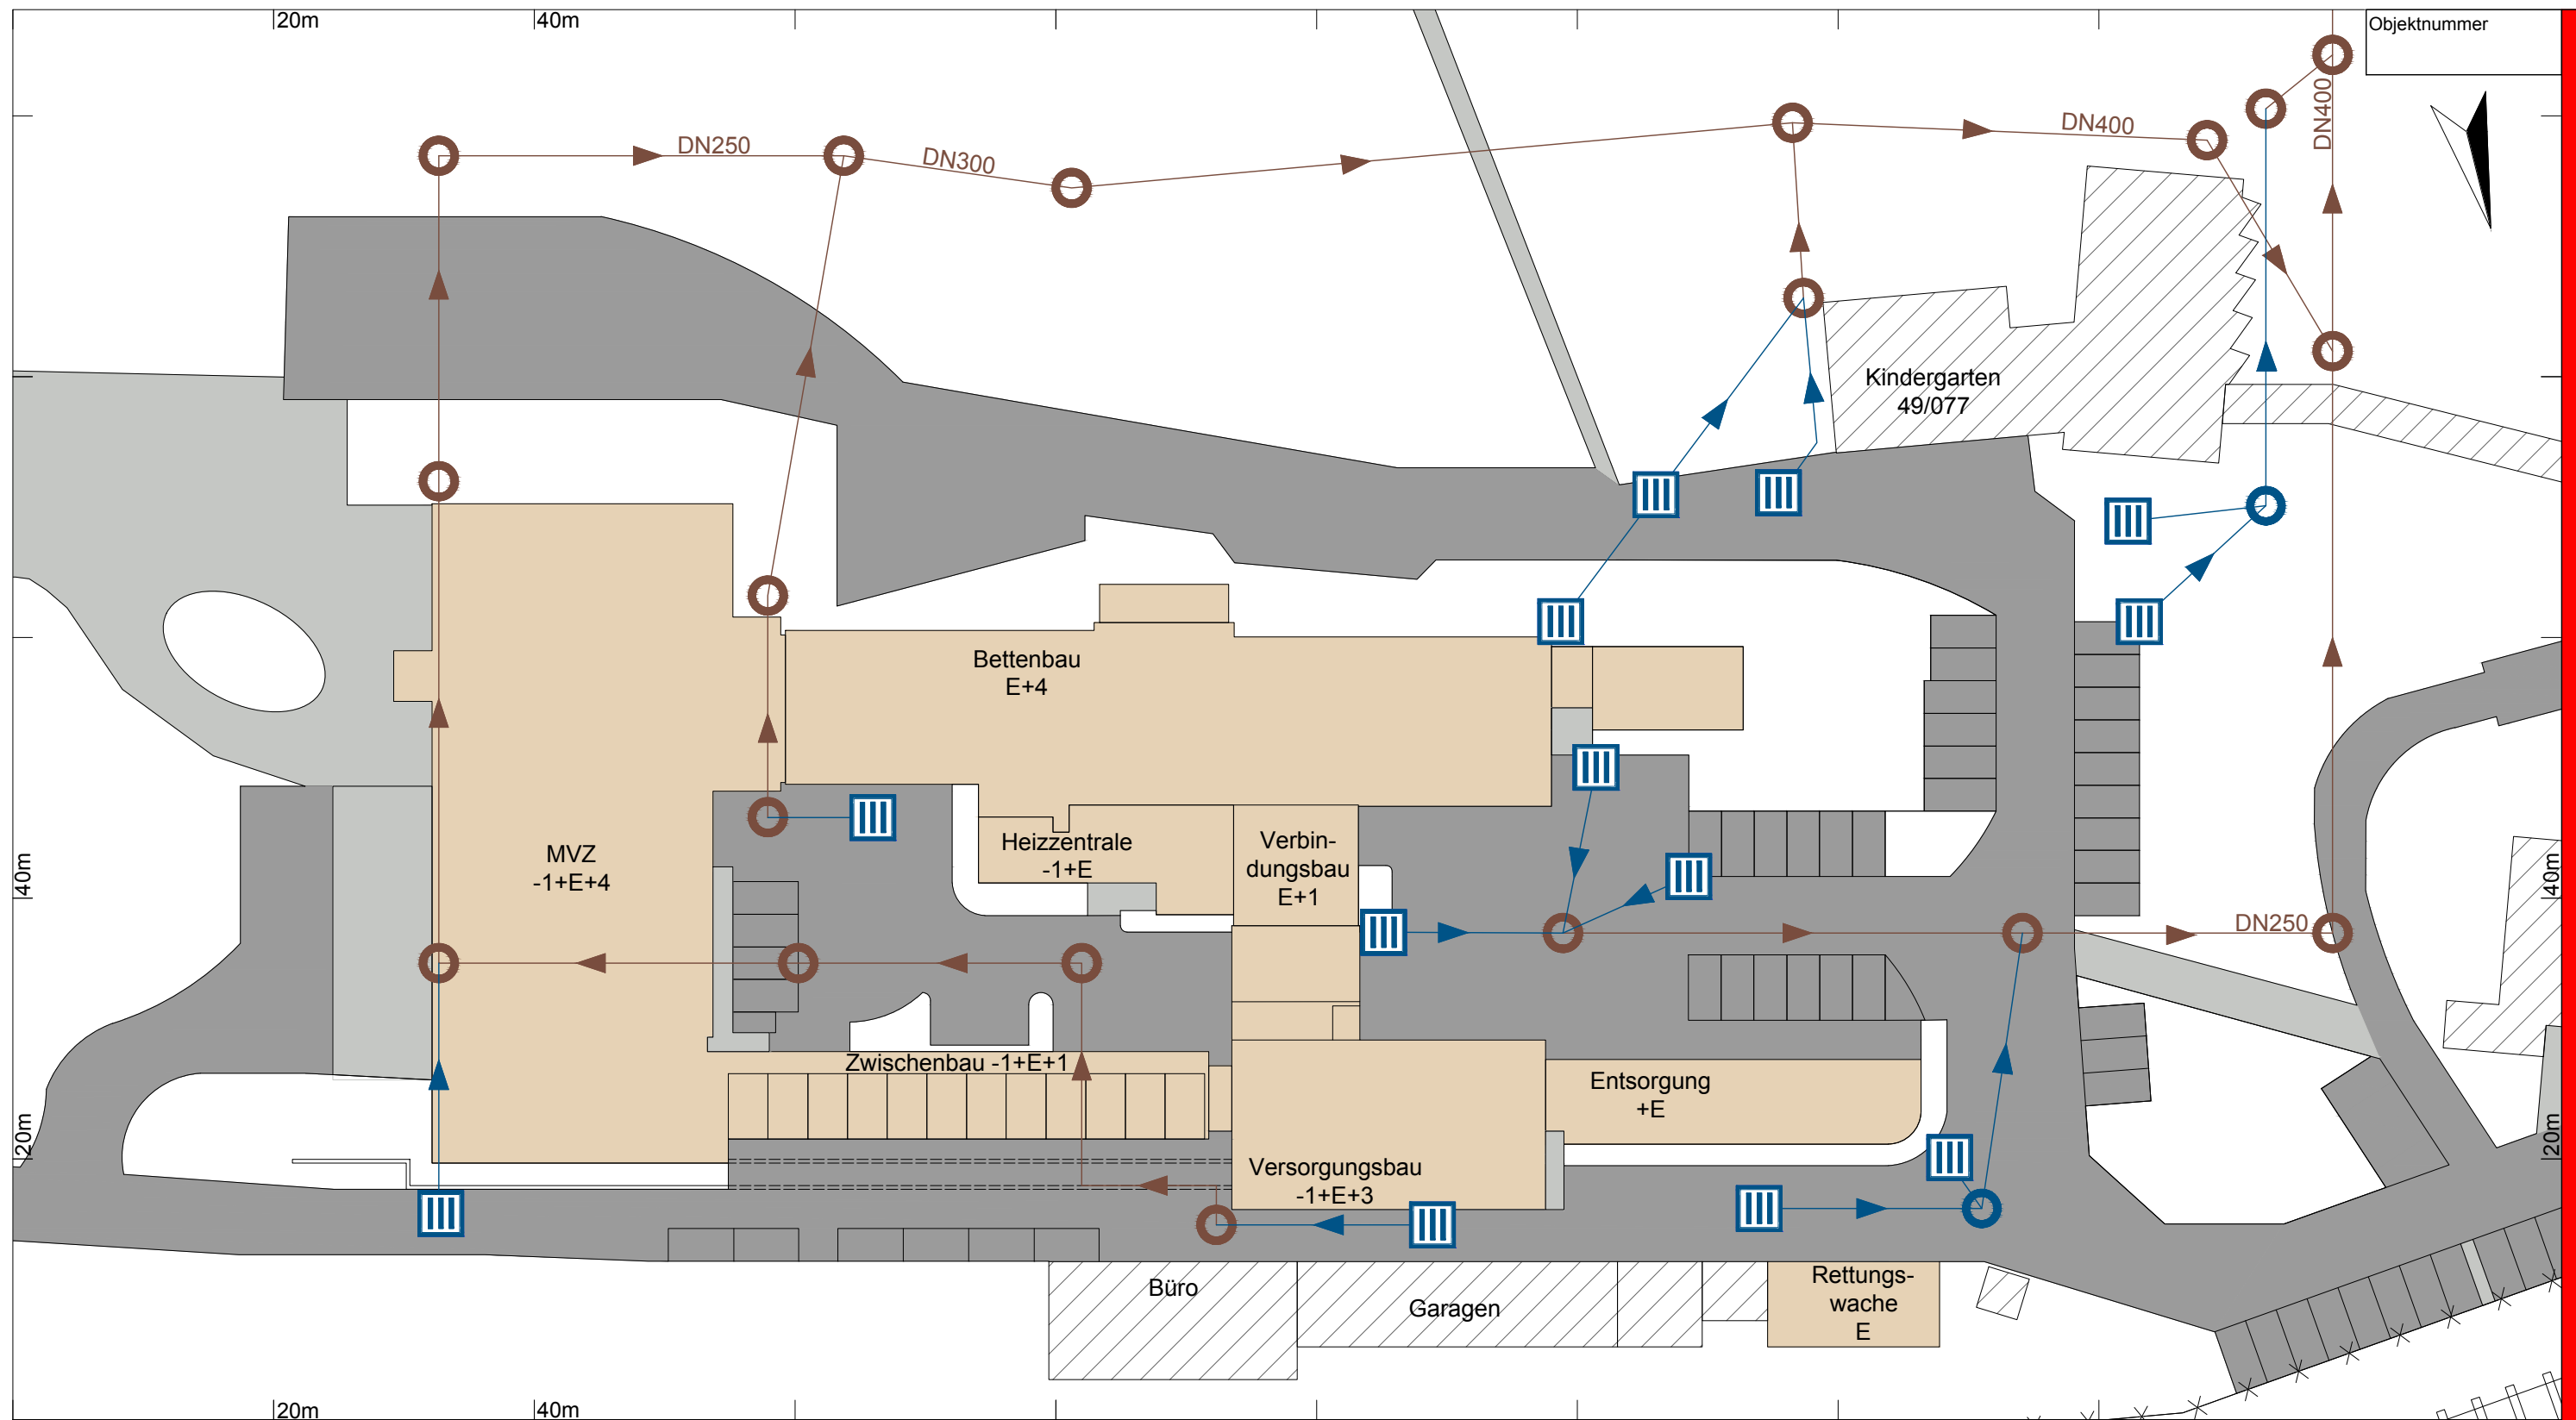 20m
40m
Objektnummer
DN250
DN300
DN400
DN400
Kindergarten
49/077
Bettenbau
E+4
MVZ
-1+E+4
Heizzentrale
-1+E
Verbin-
dungsbau
E+1
40m
40m
DN250
Zwischenbau -1+E+1
Entsorgung
+E
20m
20m
Versorgungsbau
-1+E+3
Büro
Garagen
Rettungs-
wache
E
20m
40m